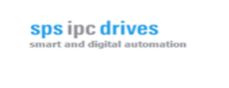 sps ipc drives
smart and digital automation